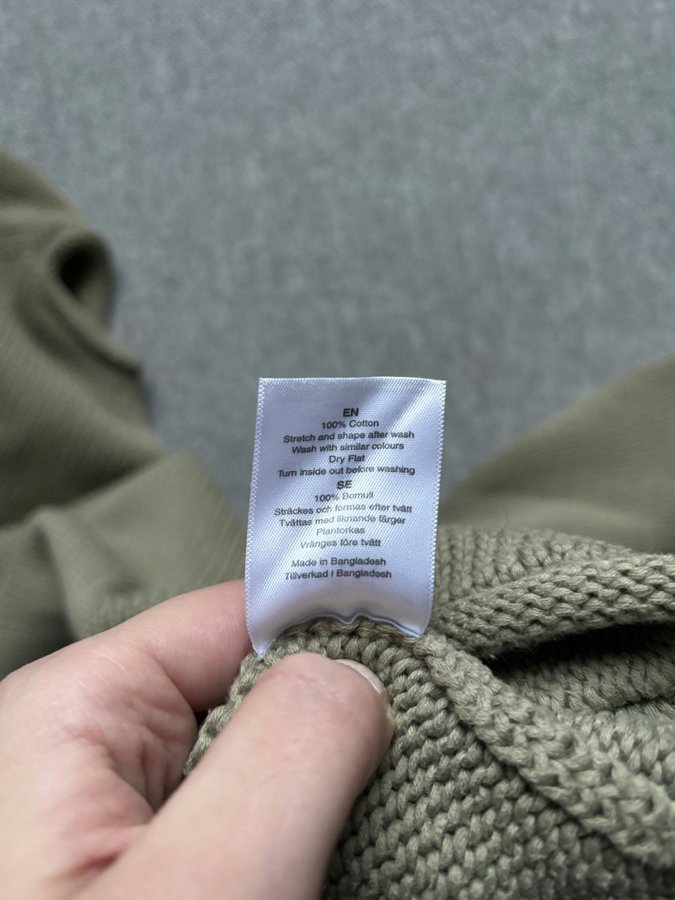 EN
100% Cotton
Stretch and shape after wash
Wash with similar colours
Dry Flat
Turn inside out before washing
SE
100% Bomull
Sträckes och formas efter tvätt
Tvättas med liknande färger
Plantorkas
Vränges före tvätt
Made in Bangladesh
Tillverkad i Bangladesh